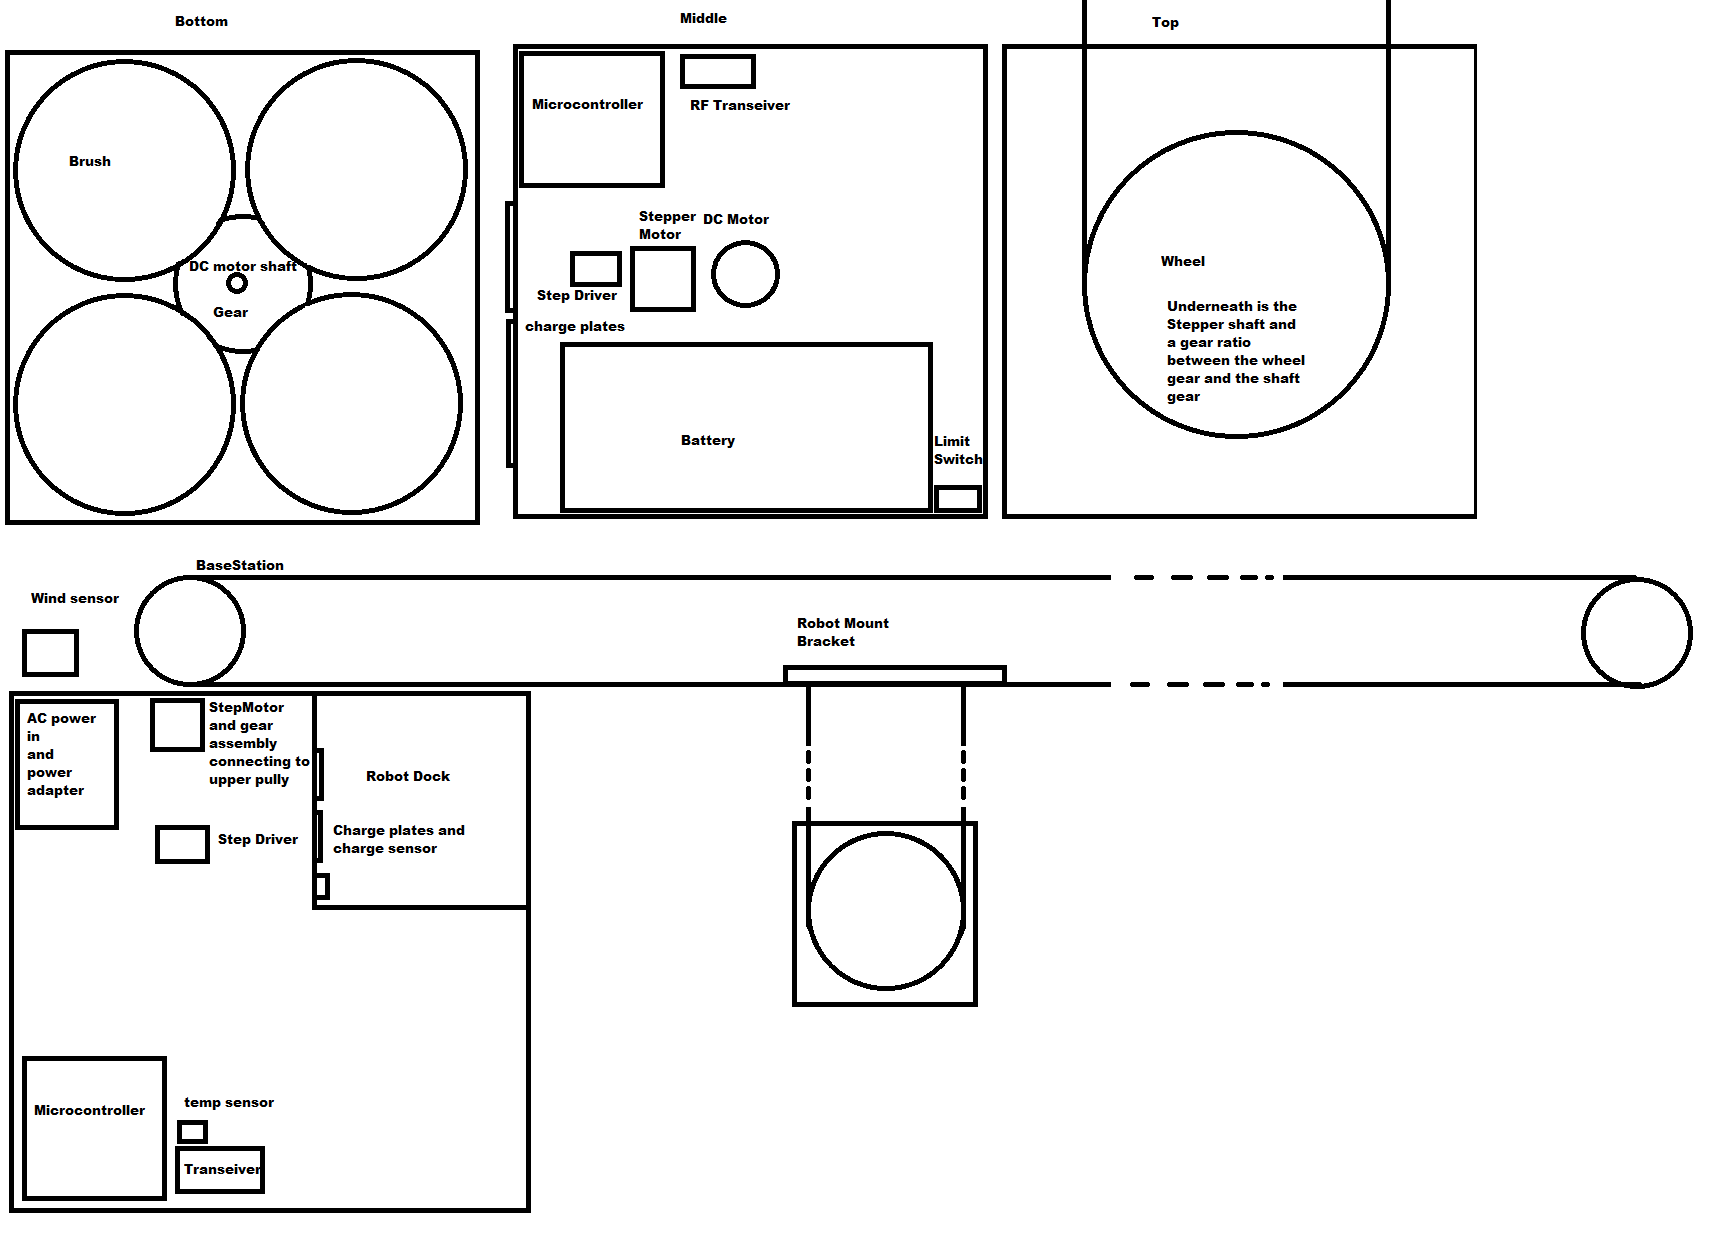 Bottom
Middle
Top
Brush
DC motor shaft
Gear
Microcontroller
RF Transeiver
Stepper
Motor
DC Motor
Step Driver
charge plates
Battery
Limit
Switch
Wheel
Underneath is the
Stepper shaft and
a gear ratio
between the wheel
gear and the shaft
gear
BaseStation
Wind sensor
Robot Mount
Bracket
AC power
in
and
power
adapter
StepMotor
and gear
assembly
connecting to
upper pully
Robot Dock
Step Driver
Charge plates and
charge sensor
Microcontroller
temp sensor
Transeiver